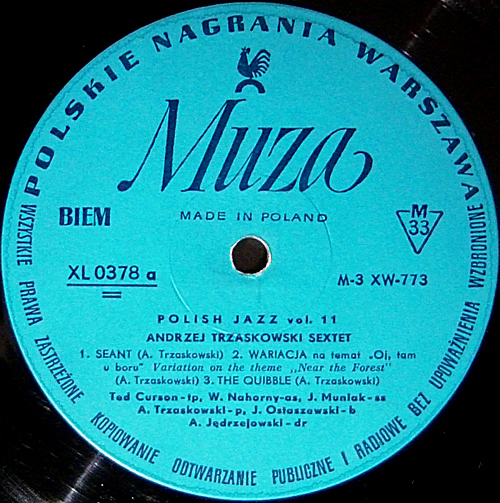 POLSKIE NAGRANIA WARSZAWA
Muza
MADE IN POLAND
BIEM
M
33
XL 0378 a
M-3 XW-773
POLISH JAZZ vol. 11
ANDRZEJ TRZASKOWSKI SEXTET
1. SEANT (A. Trzaskowski) 2. WARIACJA na temat „Oj, tam
u boru" Variation on the theme „Near the Forest"
(A. Trzaskowski) 3. THE QUIBBLE (A. Trzaskowski)
Ted Curson-tp, W. Nahorny-as, J. Muniak-ss
A. Trzaskowski-p, J. Ostaszewski-b
A. Jędrzejowski-dr
WSZYSTKIE PRAWA ZASTRZEŻONE KOPIOWANIE ODTWARZANIE PUBLICZNE I RADIOWE BEZ UPOWAŻNIENIA WZBRONIONE